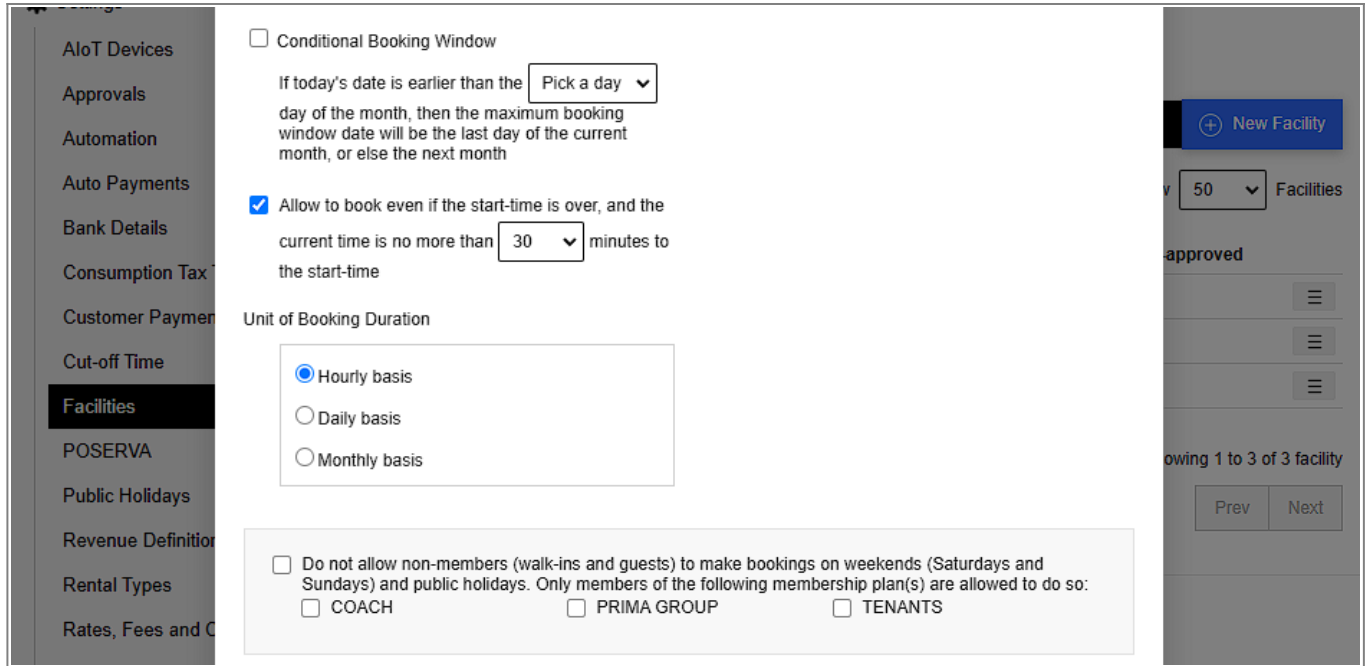 AIoT Devices
Approvals
Automation
Auto Payments
Bank Details
Consumption Tax
Customer
Cut-off Time
Facilities
POSERVA
Public Holidays
Revenue
Rental Types
Rates, Fees and
Conditional Booking Window
If today's date is earlier than the Pick a day
day of the month, then the maximum booking
window date will be the last day of the current
month, or else the next month
Allow to book even if the start-time is over, and the
current time is no more than 30 minutes to
the start-time
Unit of Booking Duration
Hourly basis
Daily basis
Monthly basis
Do not allow non-members (walk-ins and guests) to make bookings on weekends (Saturdays and
Sundays) and public holidays. Only members of the following membership plan(s) are allowed to do so:
COACH PRIMA GROUP TENANTS
New Facility
50 Facilities
-approved
owing 1 to 3 of 3 facility
Prev Next